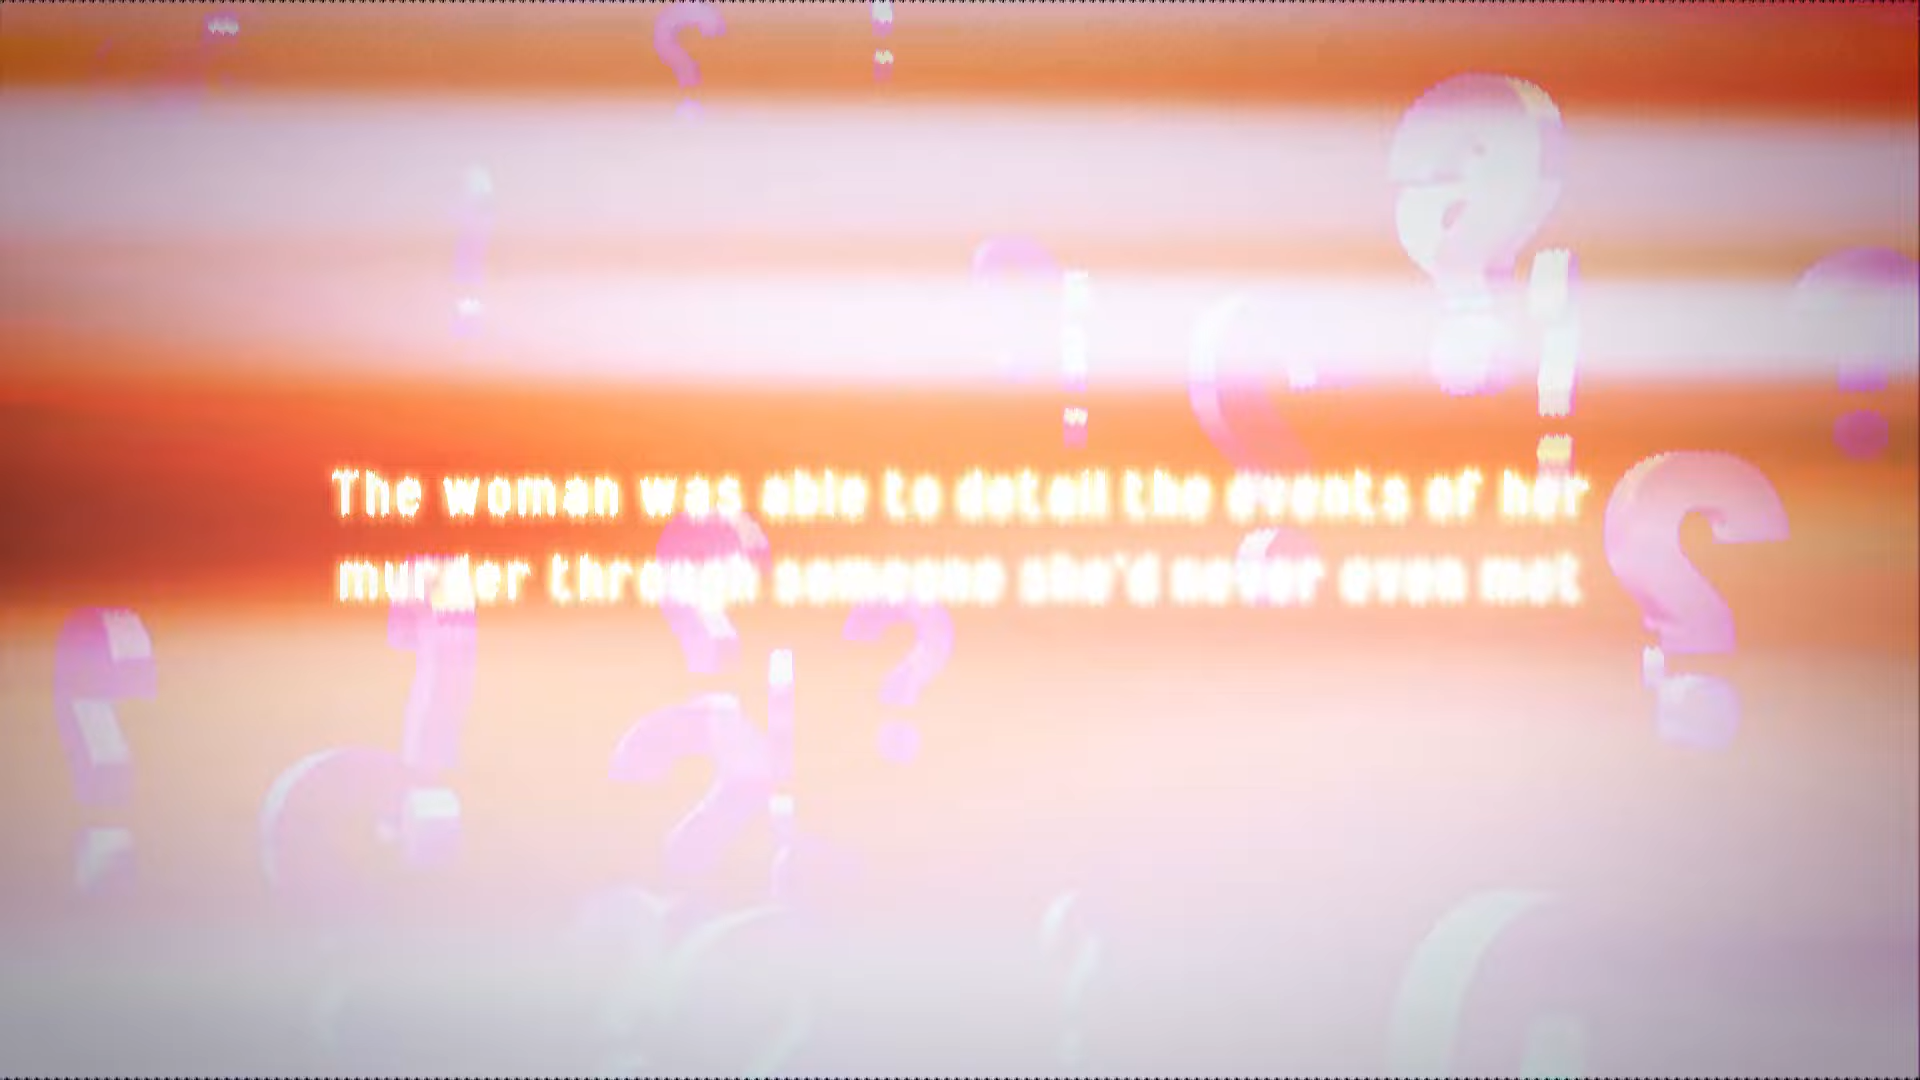 The woman was able to detail the events of her
murder through someone she'd never even met